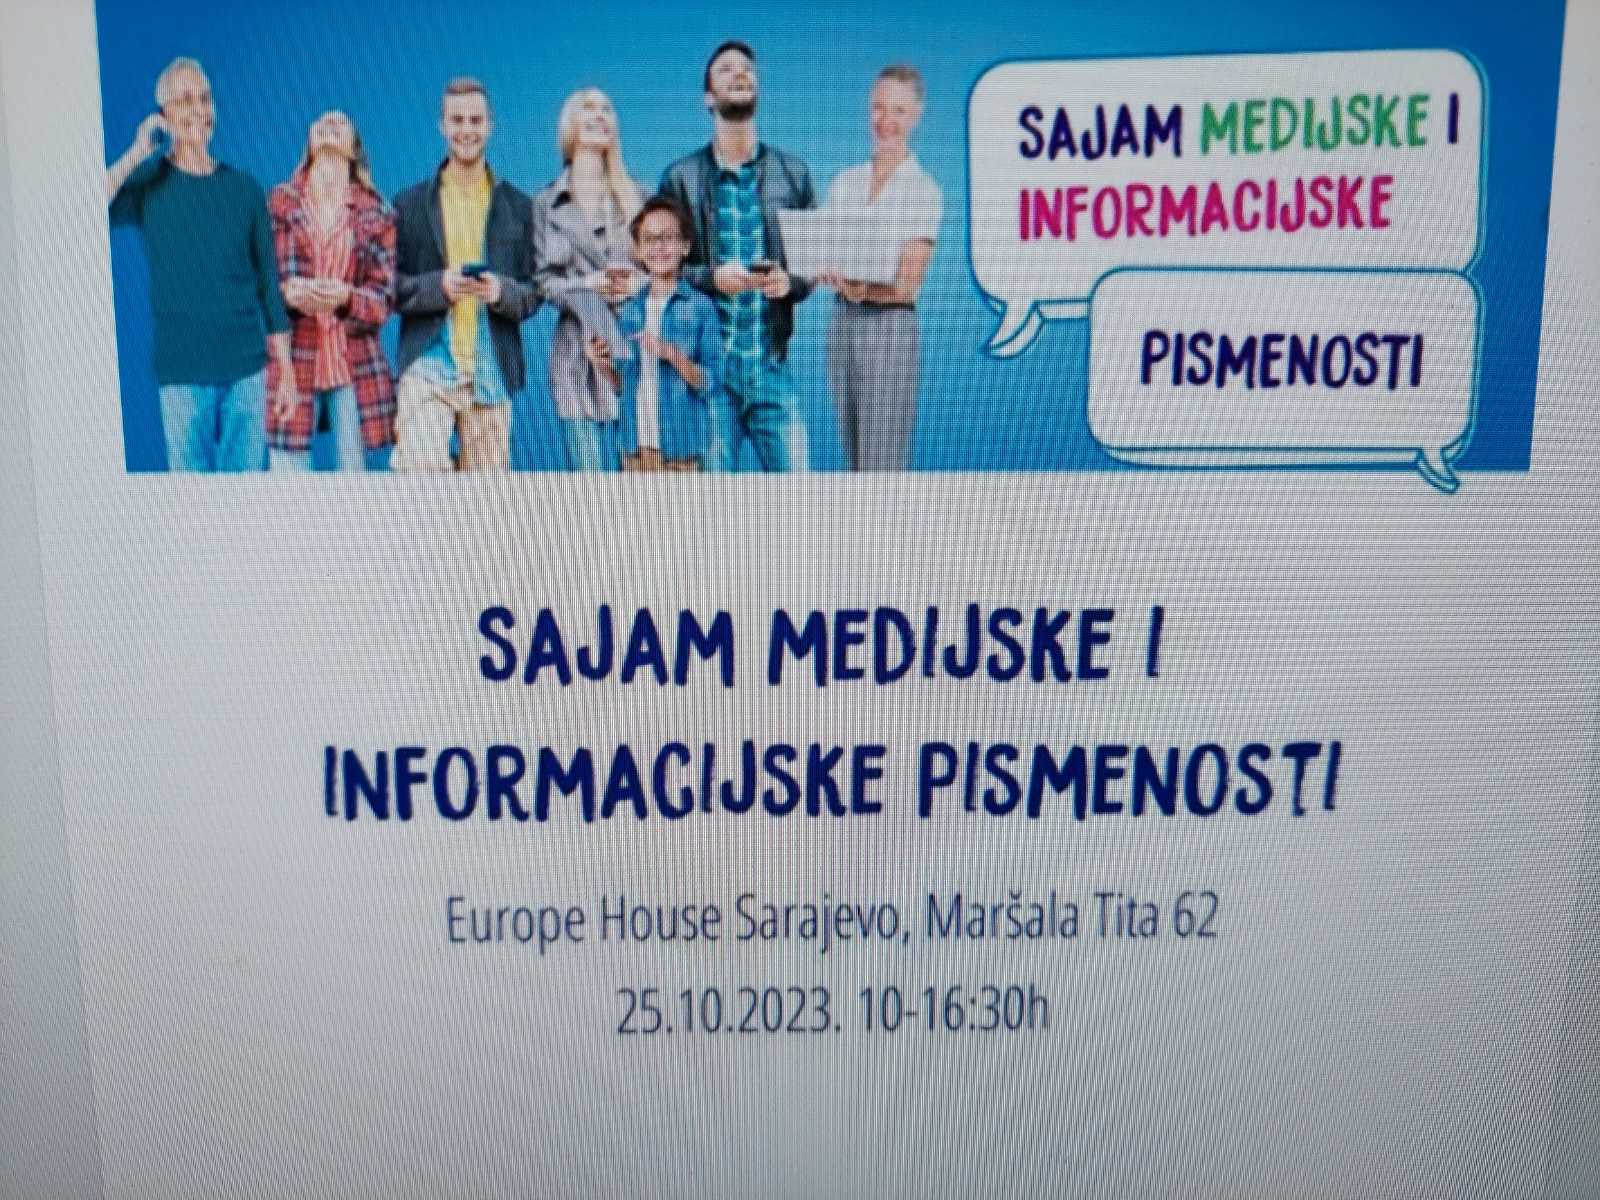 SAJAM MEDIJSKE I
INFORMACIJSKE
PISMENOSTI
SAJAM MEDIJSKE I
INFORMACIJSKE PISMENOSTI
Europe House Sarajevo, Maršala Tita 62
25.10.2023. 10-16:30h